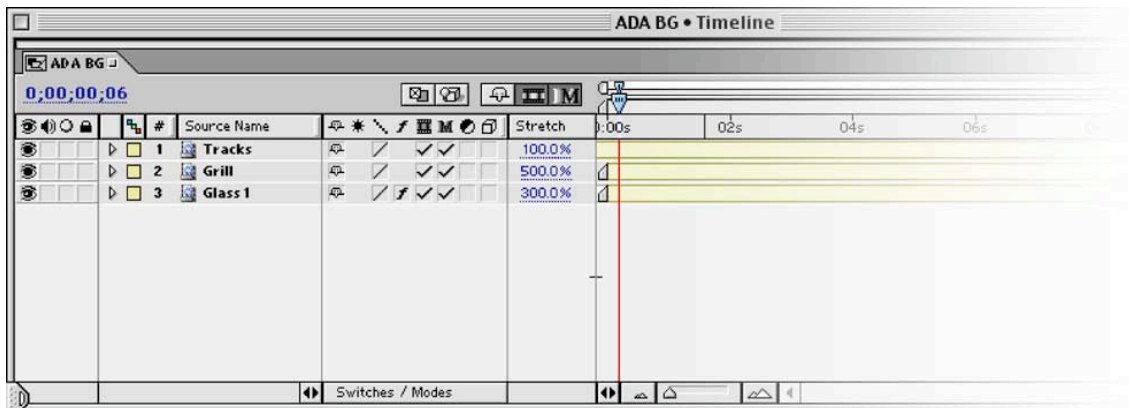 ADA BG • Timeline
ADA BG
0;00;00;06
M
# Source Name M Stretch :00s 02s 04s 06s
1 Tracks 100.0%
2 Grill 500.0%
3 Glass 1 300.0%
Switches / Modes